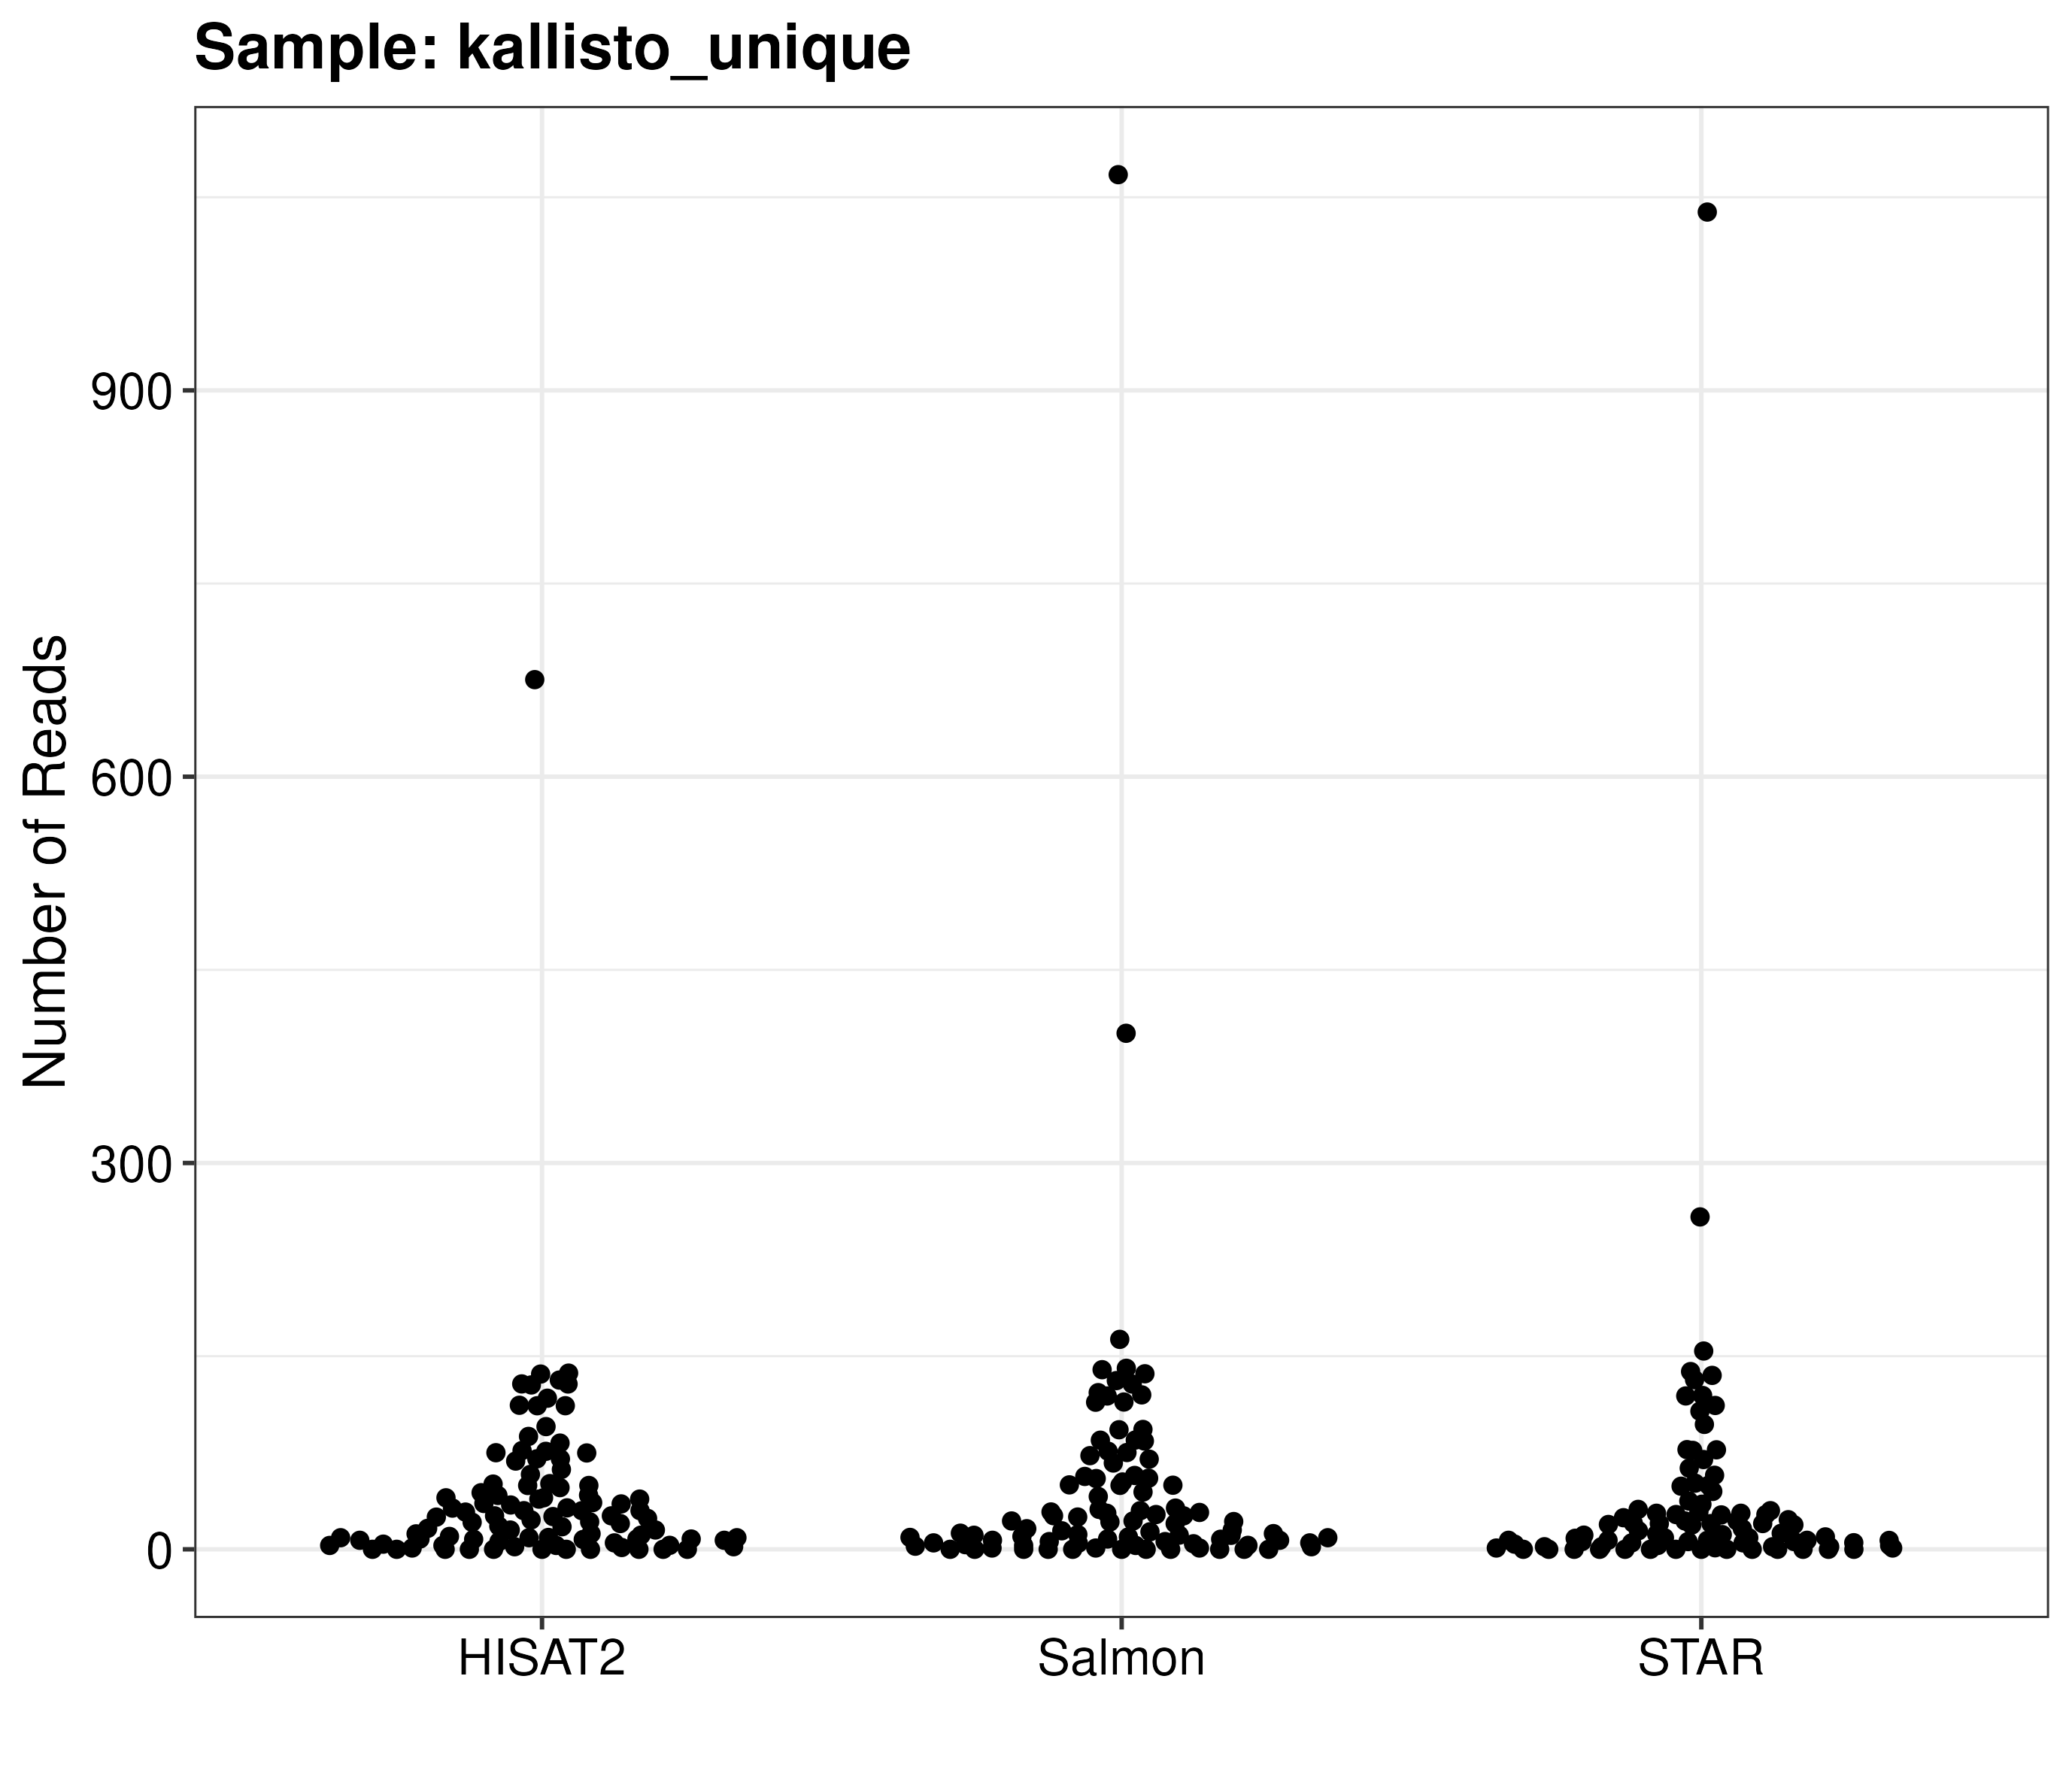 Sample: kallisto_unique
Number of Reads
900
600
300
0
HISAT2
Salmon
STAR